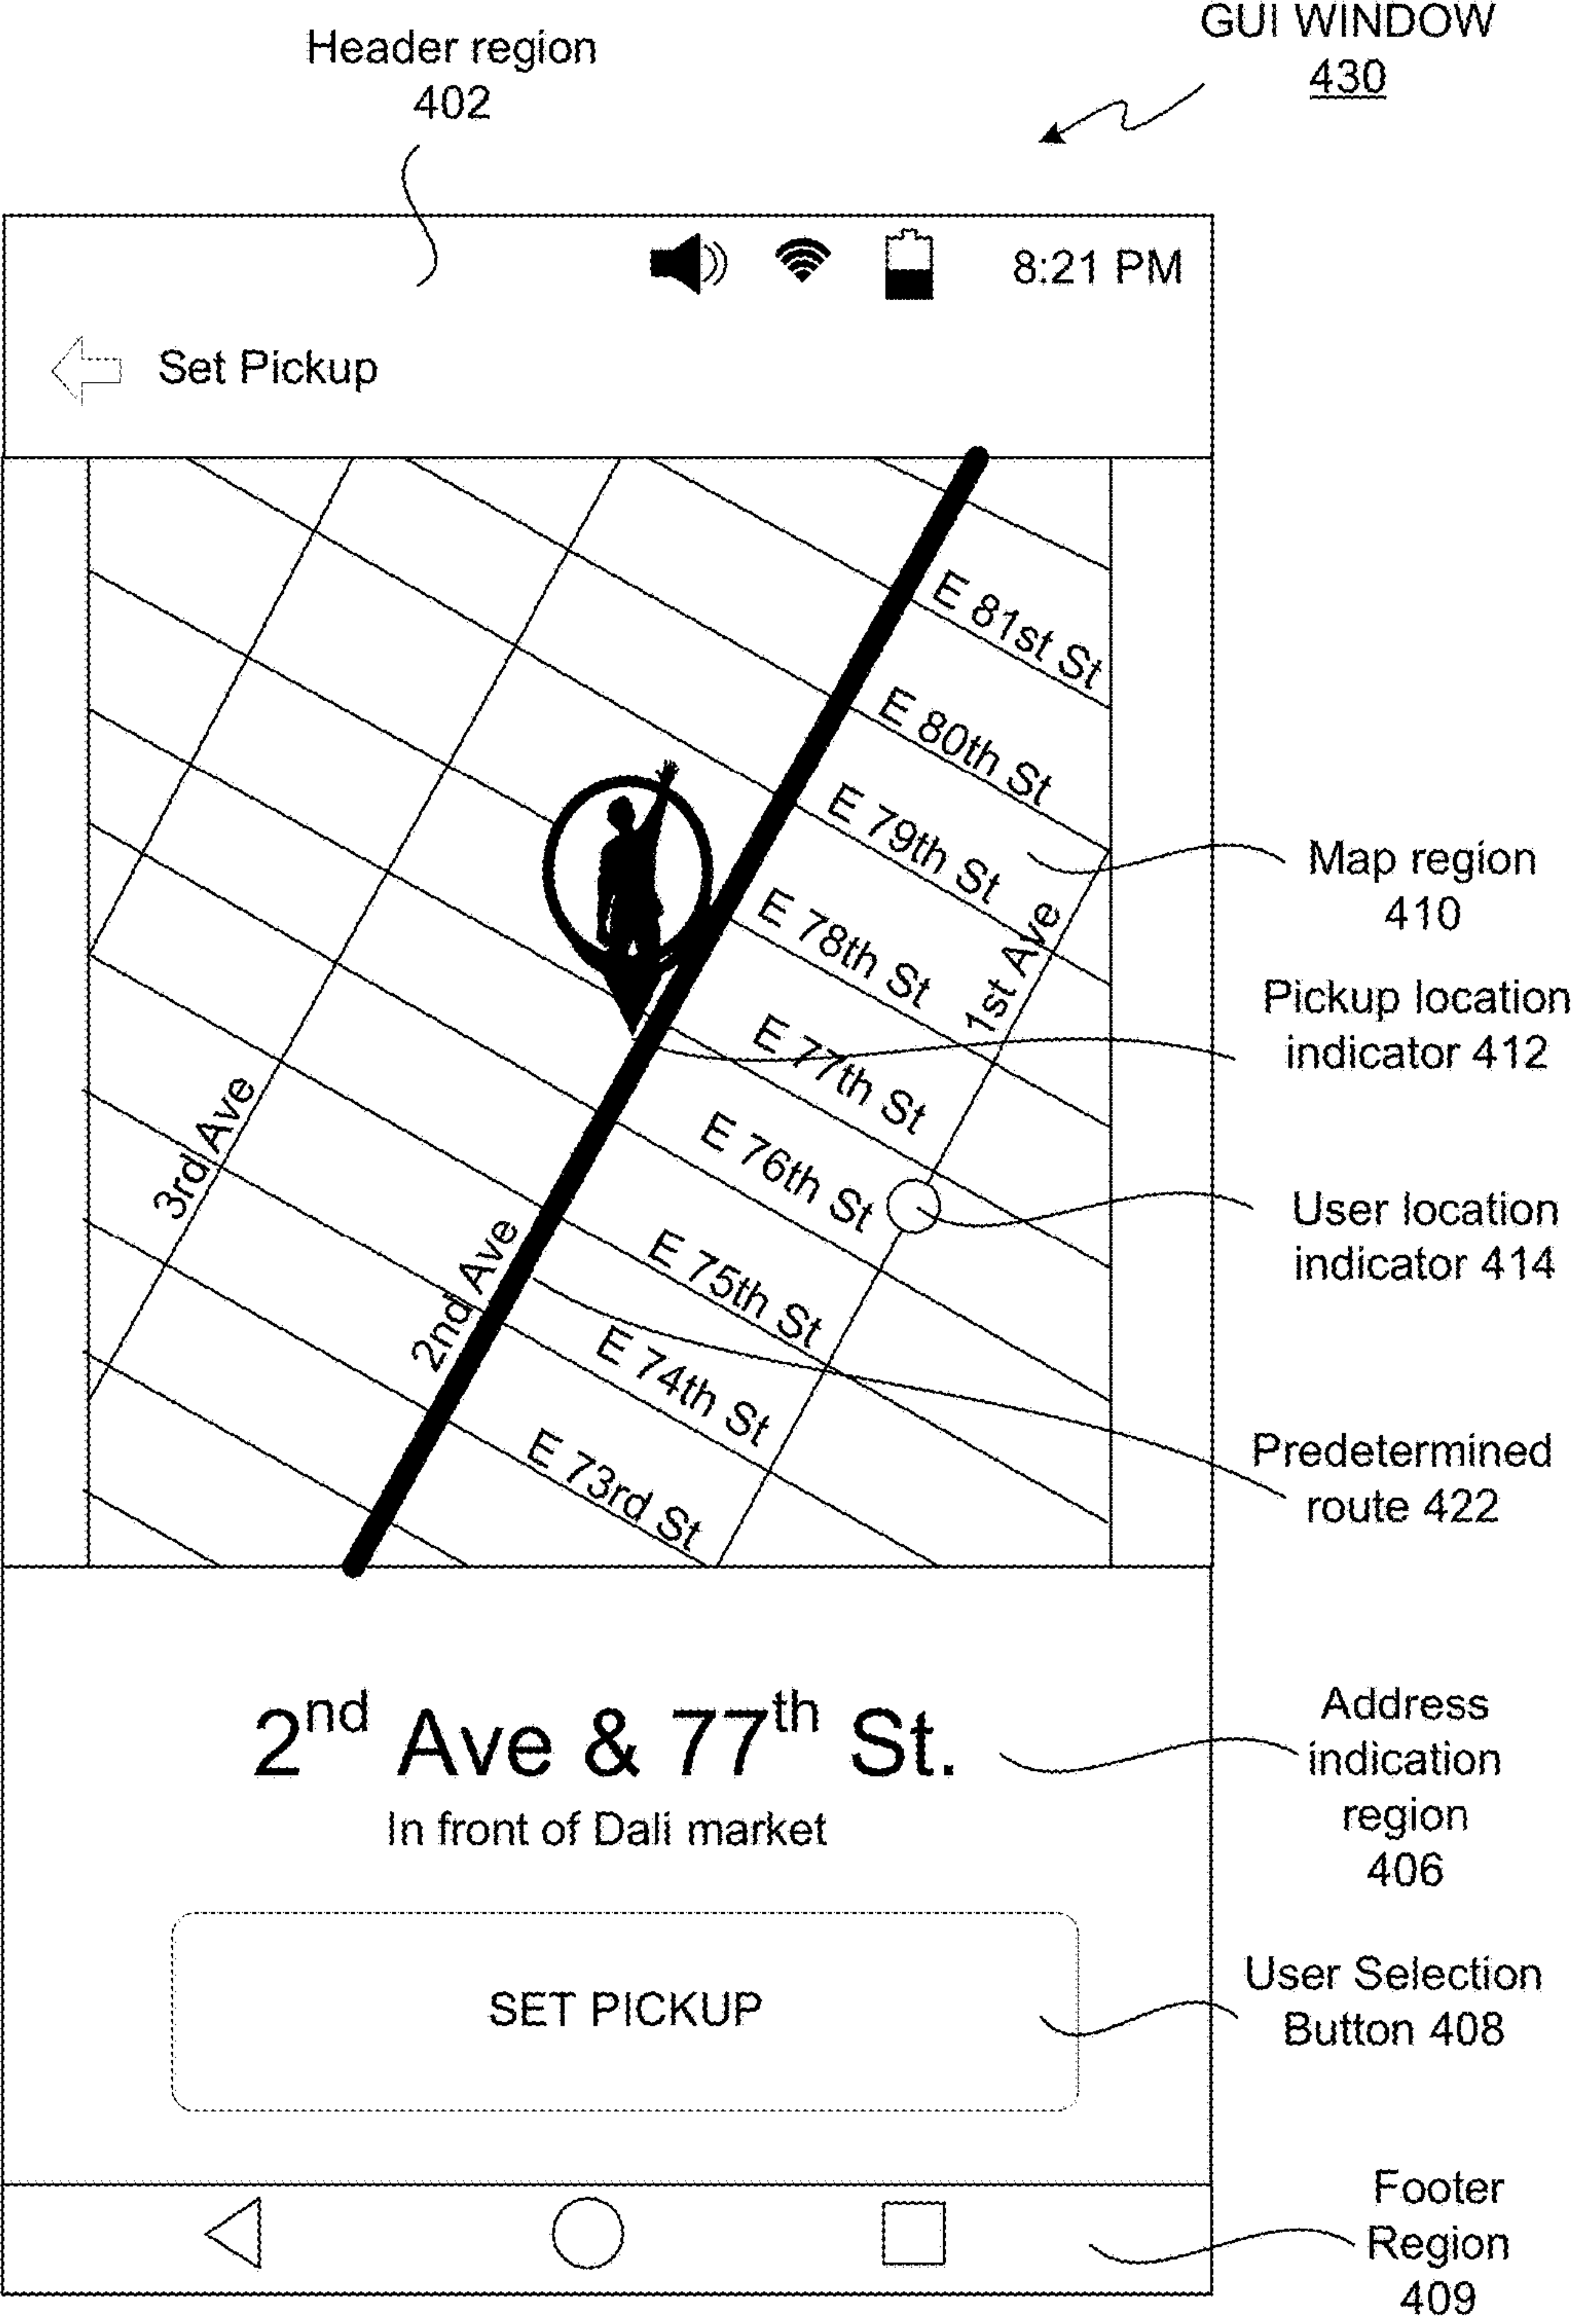 GUI WINDOW
430
Header region
402
8:21 PM
Set Pickup
E 81st St
E 80th St
E 79th St
E 78th St
E 77th St
E 76th St
E 75th St
E 74th St
E 73rd St
1st Ave
2nd Ave
3rd Ave
Map region
410
Pickup location
indicator 412
User location
indicator 414
Predetermined
route 422
2nd Ave & 77th St.
In front of Dali market
Address
indication
region
406
SET PICKUP
User Selection
Button 408
Footer
Region
409